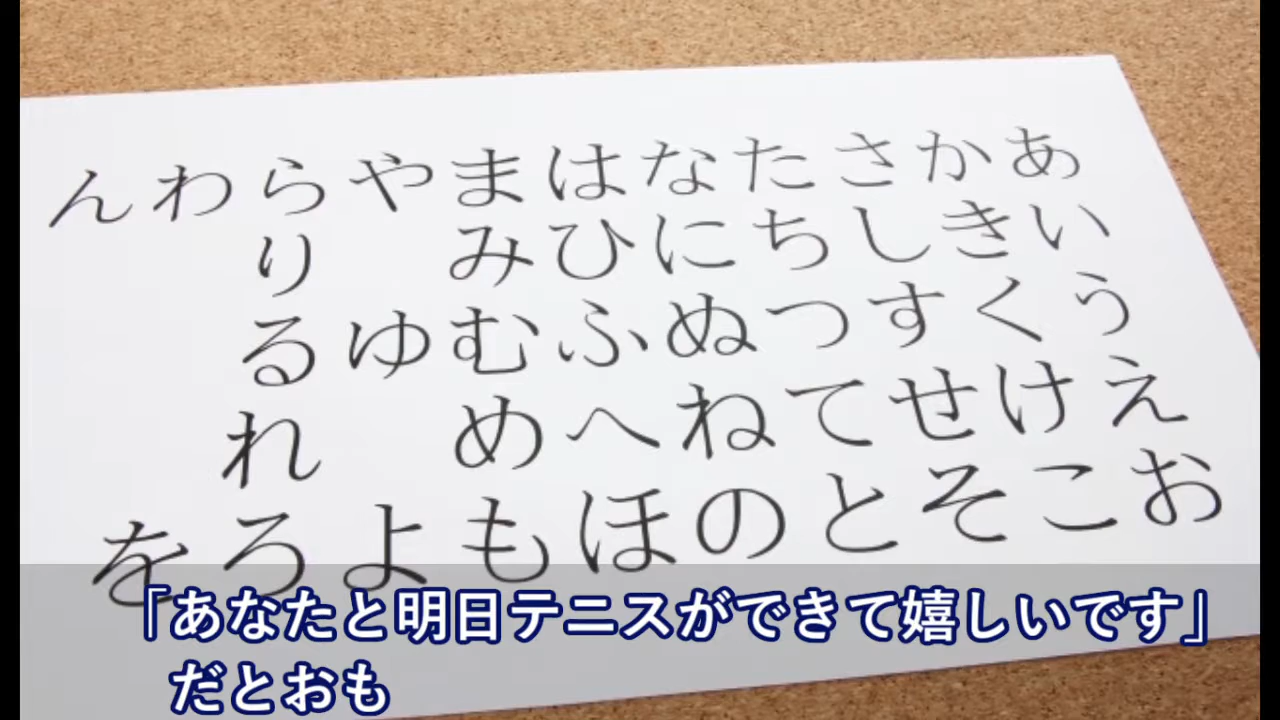 んわらやまはなたさかあ
りみひにちしきい
るゆむふぬつすくう
れめへねてせけえ
をろよもほのとそこお
「あなたと明日テニスができて嬉しいです」
だとおも